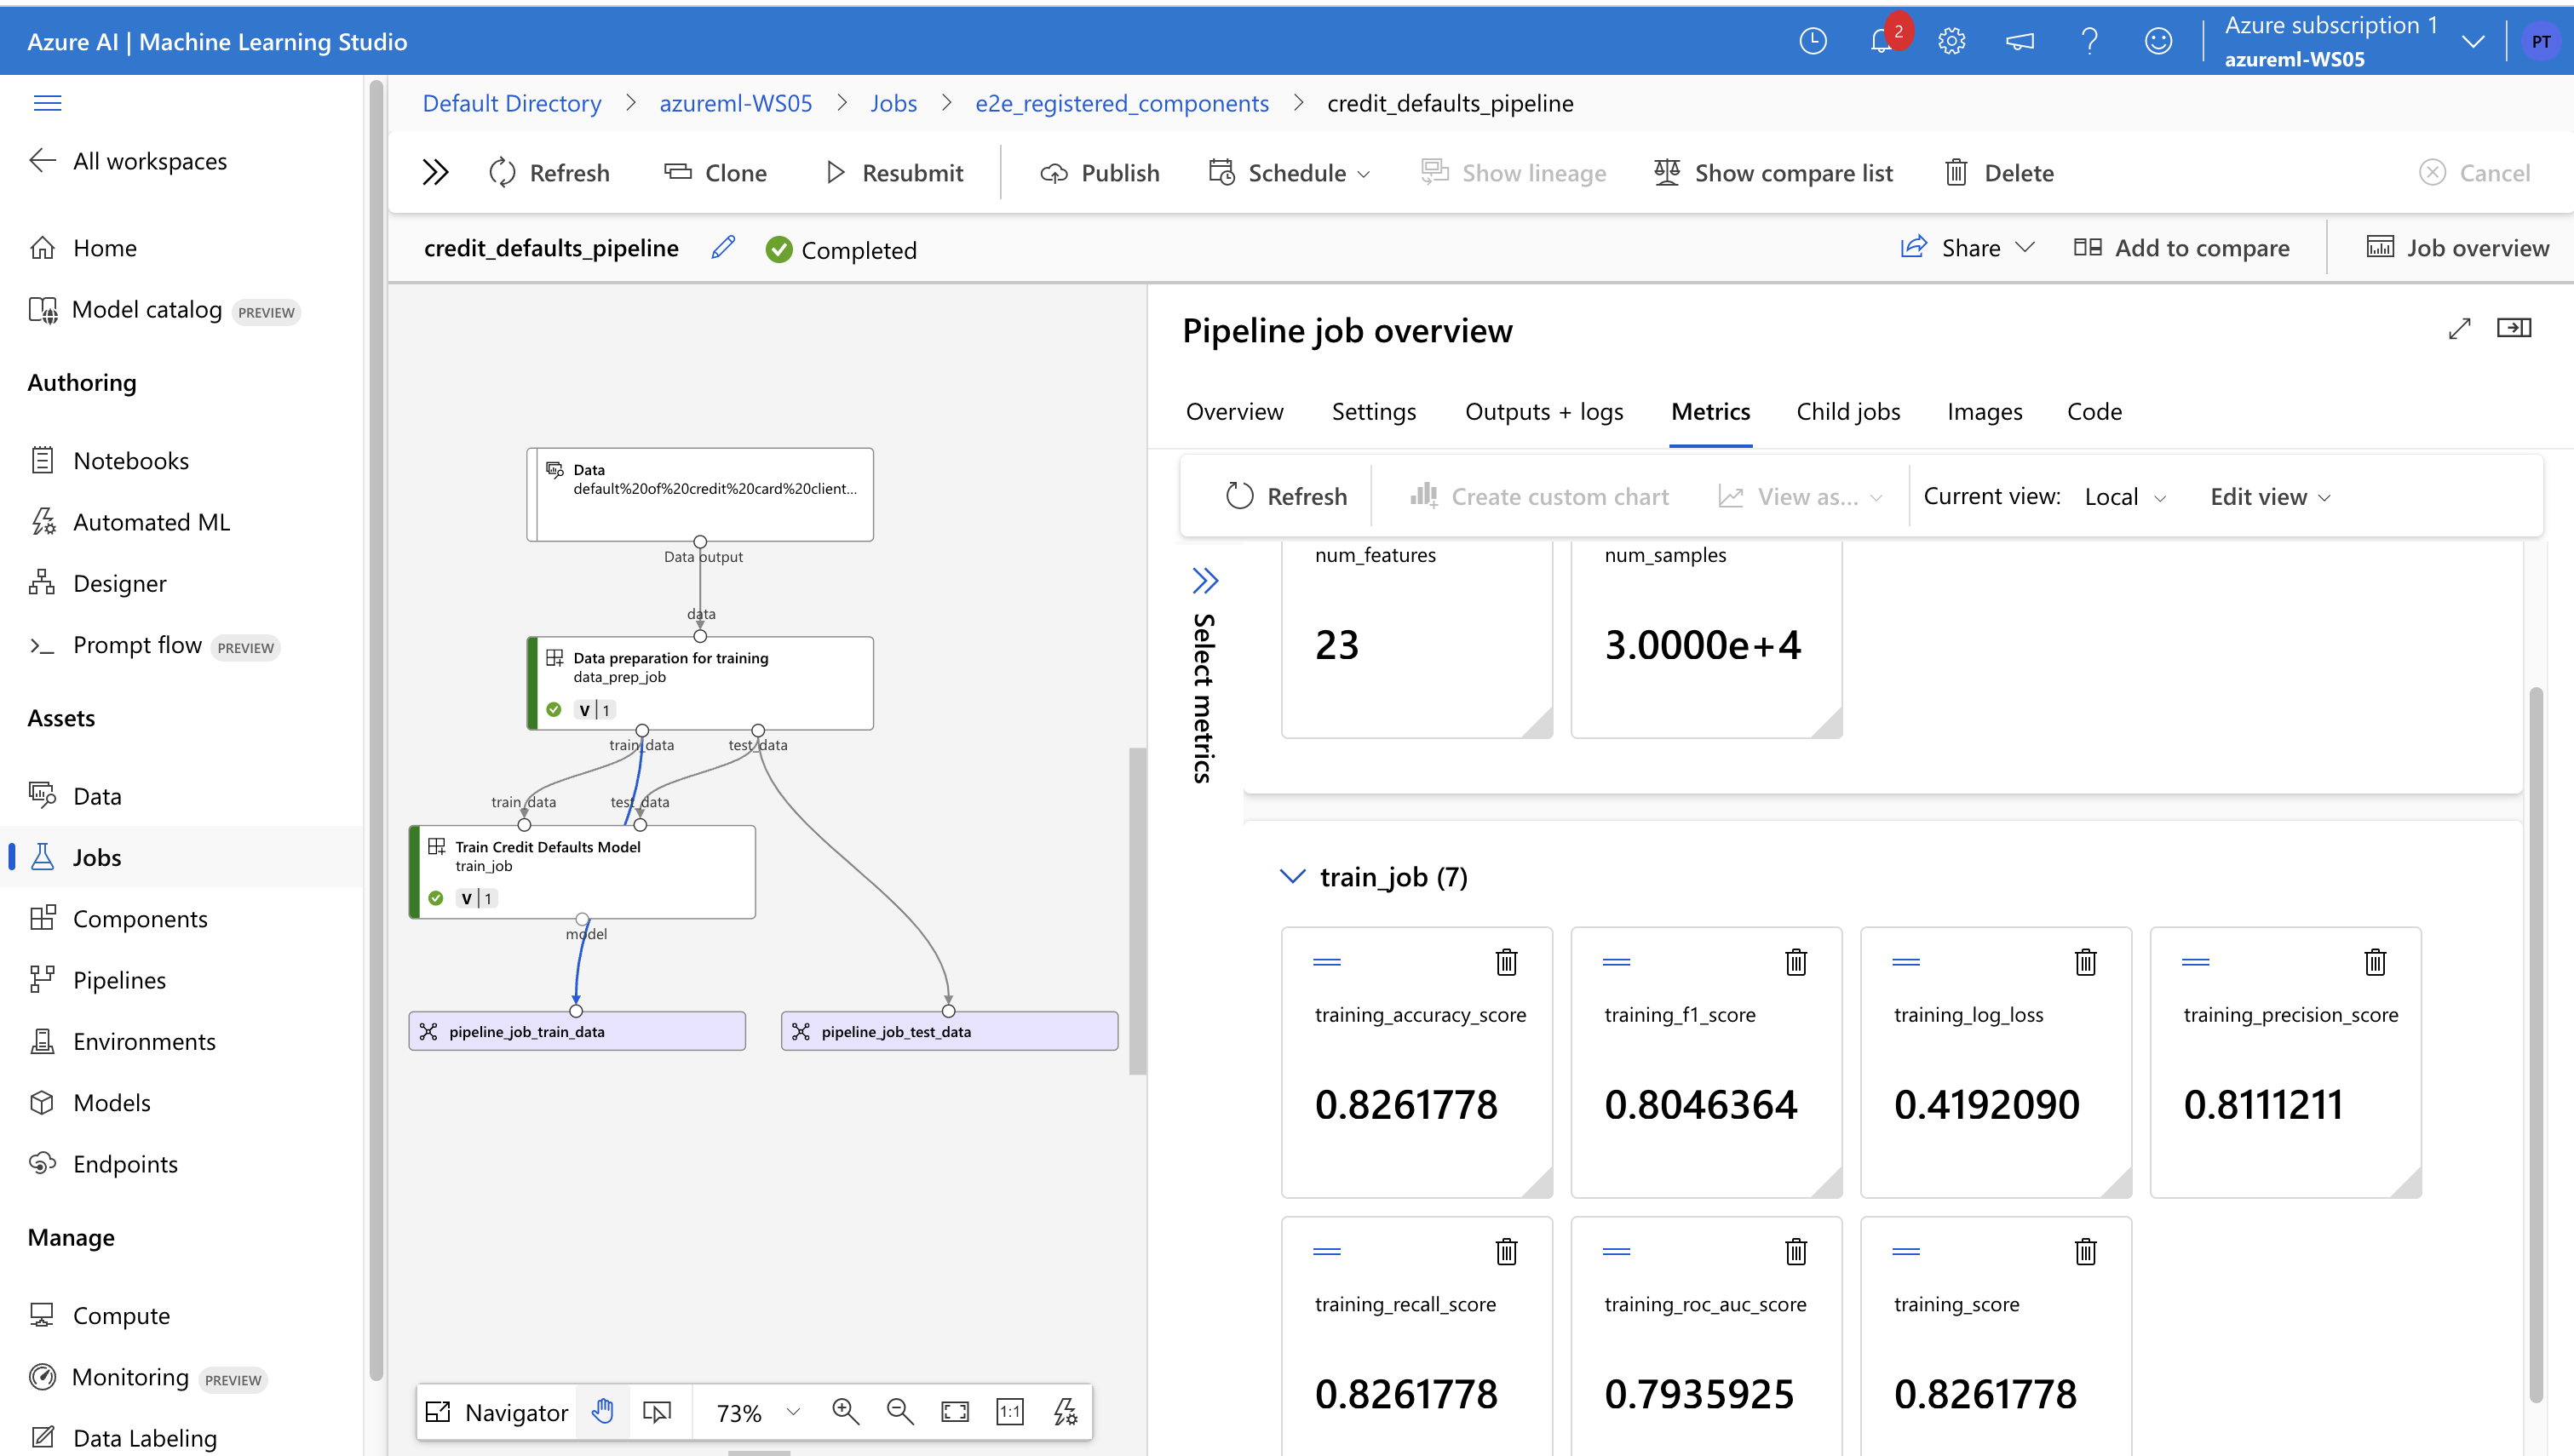 Azure AI | Machine Learning Studio
2
Azure subscription 1
azureml-WS05
PT
All workspaces
Home
Model catalog PREVIEW
Authoring
Notebooks
Automated ML
Designer
Prompt flow PREVIEW
Assets
Data
Jobs
Components
Pipelines
Environments
Models
Endpoints
Manage
Compute
Monitoring PREVIEW
Data Labeling
Default Directory > azureml-WS05 > Jobs > e2e_registered_components > credit_defaults_pipeline
Refresh Clone Resubmit Publish Schedule Show lineage Show compare list Delete Cancel
credit_defaults_pipeline Completed Share Add to compare Job overview
Data
default%20of%20credit%20card%20client...
Data output
data
Data preparation for training
data_prep_job
V 1
train_data test_data
train_data test_data
Train Credit Defaults Model
train_job
V 1
model
pipeline_job_train_data
pipeline_job_test_data
Navigator 73% 1:1
Pipeline job overview
Overview Settings Outputs + logs Metrics Child jobs Images Code
Refresh Create custom chart View as... Current view: Local Edit view
Select metrics
num_features
23
num_samples
3.0000e+4
train_job (7)
training_accuracy_score
0.8261778
training_f1_score
0.8046364
training_log_loss
0.4192090
training_precision_score
0.8111211
training_recall_score
0.8261778
training_roc_auc_score
0.7935925
training_score
0.8261778